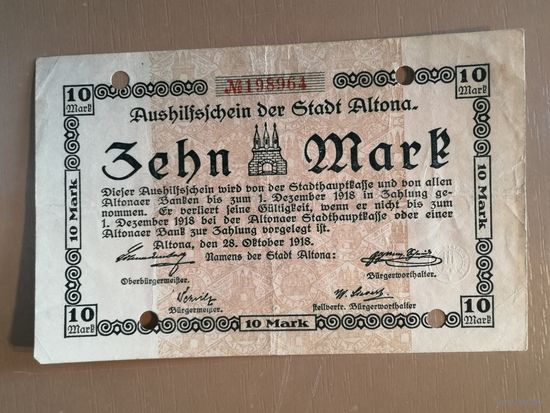 №198964
10 Mark
10 Mark
Aushilfsschein der Stadt Altona.
Zehn Mark
Dieser Aushilfsschein wird von der Stadthauptkasse und von allen
Altonaer Banken bis zum 1. Dezember 1918 in Zahlung ge-
nommen. Er verliert seine Gültigkeit, wenn er nicht bis zum
1. Dezember 1918 bei der Altonaer Stadthauptkasse oder einer
Altonaer Bank zur Zahlung vorgelegt ist.
Altona, den 28. Oktober 1918.
Namens der Stadt Altona:
Oberbürgermeister.
Bürgerworthalter.
Bürgermeister.
stellvertr. Bürgerworthalter
10 Mark
10 Mark
10 Mark
10 Mark
10 Mark